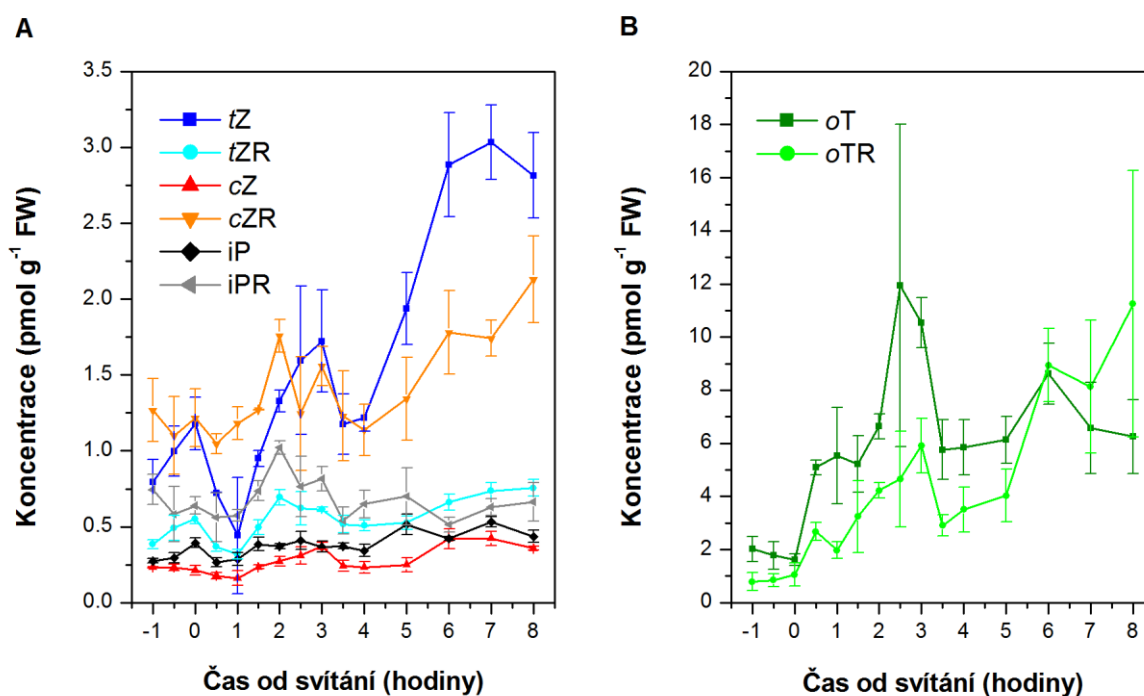 A
Koncentrace (pmol g⁻¹ FW)
3.5
3.0
2.5
2.0
1.5
1.0
0.5
0.0
tZ
tZR
cZ
cZR
iP
iPR
-1 0 1 2 3 4 5 6 7 8
Čas od svítání (hodiny)
B
Koncentrace (pmol g⁻¹ FW)
20
18
16
14
12
10
8
6
4
2
0
oT
oTR
-1 0 1 2 3 4 5 6 7 8
Čas od svítání (hodiny)